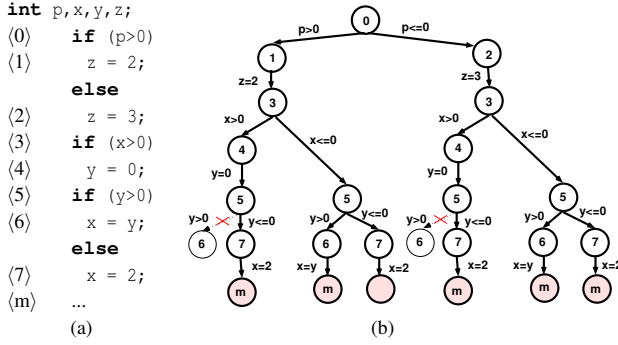 int p,x,y,z;
⟨0⟩ if (p>0)
⟨1⟩ z = 2;
else
⟨2⟩ z = 3;
⟨3⟩ if (x>0)
⟨4⟩ y = 0;
⟨5⟩ if (y>0)
⟨6⟩ x = y;
else
⟨7⟩ x = 2;
⟨m⟩ ...
(a)
0
p>0 p<=0
1 2
z=2 z=3
3 3
x>0 x<=0 x>0 x<=0
4 4
y=0 y=0
5 5 5 5
y>0 y<=0 y>0 y<=0 y>0 y<=0 y>0 y<=0
6 7 6 7 6 7 6 7
x=2 x=y x=2 x=2 x=y x=2
m m m m m
(b)